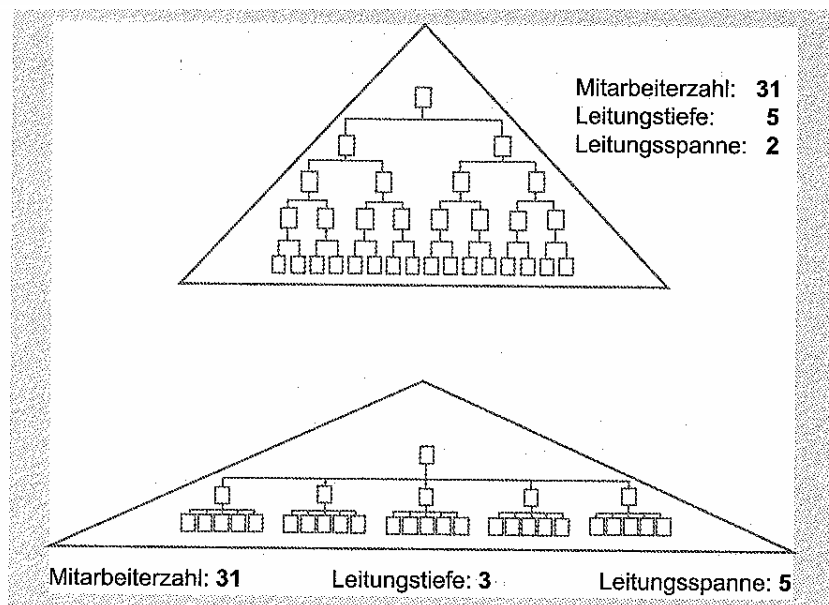 Mitarbeiterzahl: 31
Leitungstiefe: 5
Leitungsspanne: 2
Mitarbeiterzahl: 31 Leitungstiefe: 3 Leitungsspanne: 5